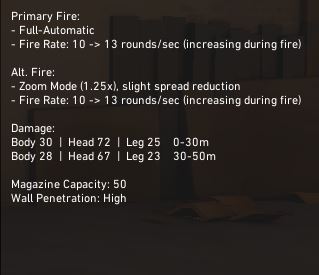 Primary Fire:
- Full-Automatic
- Fire Rate: 10 -> 13 rounds/sec (increasing during fire)
Alt. Fire:
- Zoom Mode (1.25x), slight spread reduction
- Fire Rate: 10 -> 13 rounds/sec (increasing during fire)
Damage:
Body 30 | Head 72 | Leg 25 0-30m
Body 28 | Head 67 | Leg 23 30-50m
Magazine Capacity: 50
Wall Penetration: High